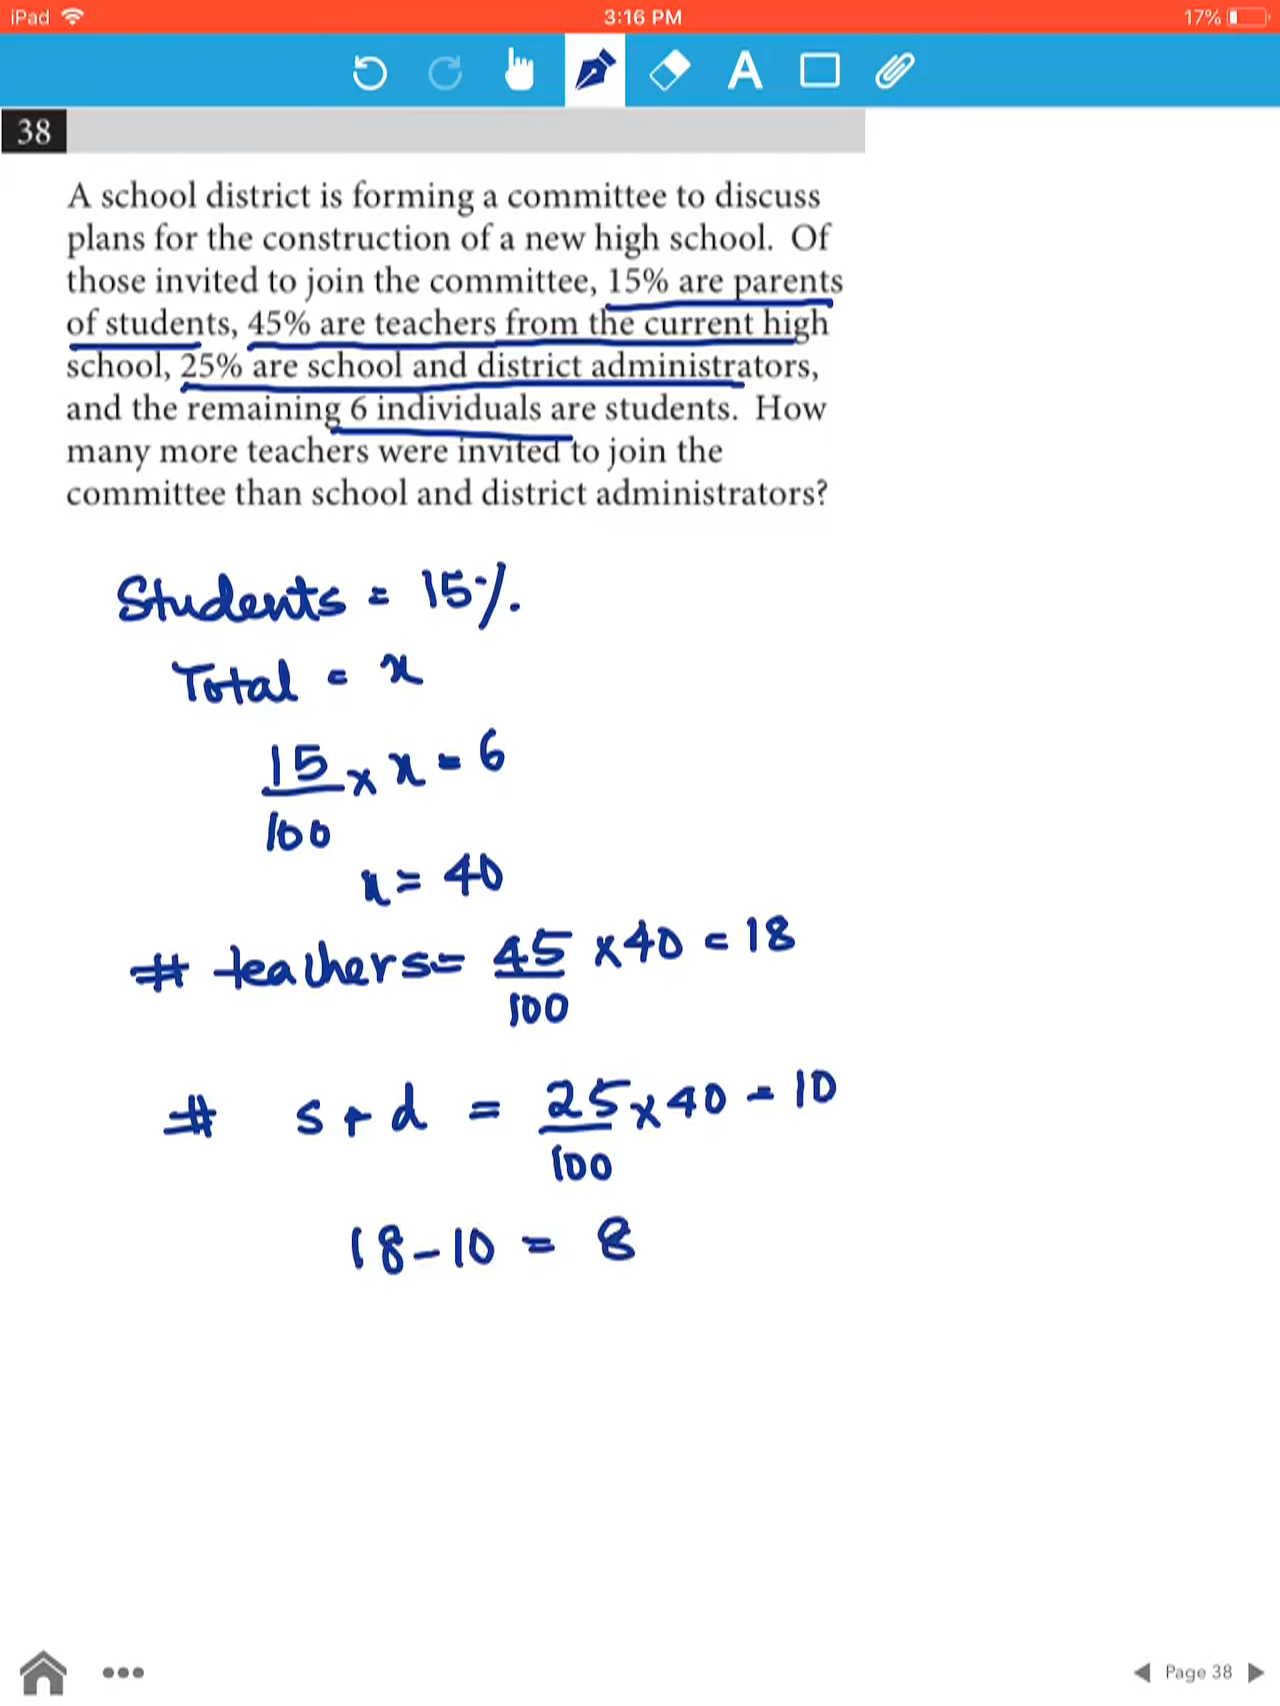 iPad 3:16 PM 17%
A
38
A school district is forming a committee to discuss
plans for the construction of a new high school. Of
those invited to join the committee, 15% are parents
of students, 45% are teachers from the current high
school, 25% are school and district administrators,
and the remaining 6 individuals are students. How
many more teachers were invited to join the
committee than school and district administrators?
Students = 15%.
Total = x
15/100 × x = 6
x = 40
# teachers = 45/100 × 40 = 18
# s + d = 25/100 × 40 = 10
18 - 10 = 8
Page 38